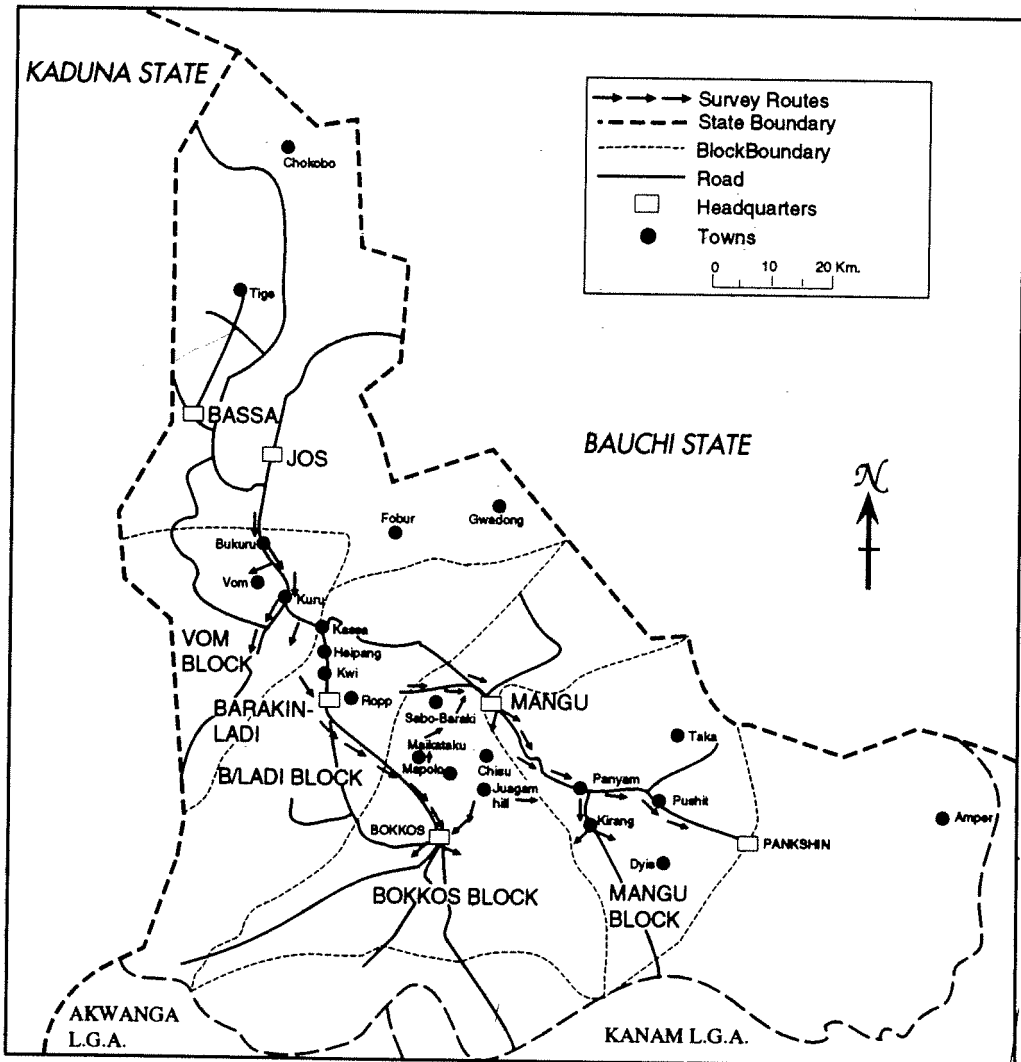 KADUNA STATE
Survey Routes
State Boundary
BlockBoundary
Road
Headquarters
Towns
0 10 20 Km.
Chokobo
Tige
BASSA
JOS
BAUCHI STATE
N
Fobur
Gwadong
Bukuru
Vom
Kuru
Kassa
Heipang
Kwi
VOM
BLOCK
BARAKIN-
LADI
Ropp
Sabo-Baraki
MANGU
Maikataku
Mapolo
Chisu
Juagam
hill
B/LADI BLOCK
Taka
Panyam
Pushit
Kirang
Amper
BOKKOS
PANKSHIN
Dyis
BOKKOS BLOCK
MANGU
BLOCK
AKWANGA
L.G.A.
KANAM L.G.A.